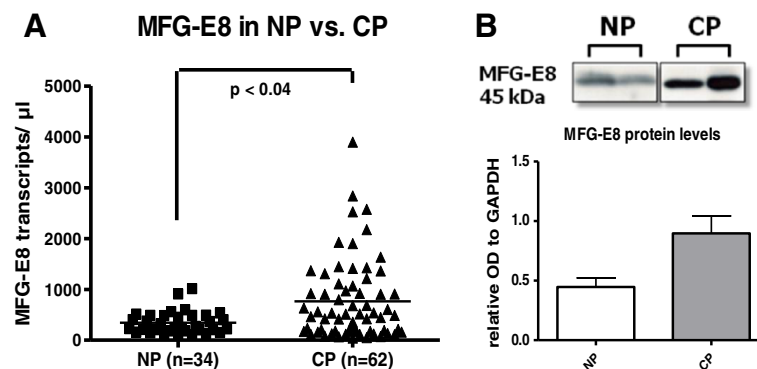 A
MFG-E8 in NP vs. CP
p < 0.04
MFG-E8 transcripts/ µl
5000
4000
3000
2000
1000
0
NP (n=34)
CP (n=62)
B
NP
CP
MFG-E8
45 kDa
MFG-E8 protein levels
relative OD to GAPDH
1.5
1.0
0.5
0.0
NP
CP